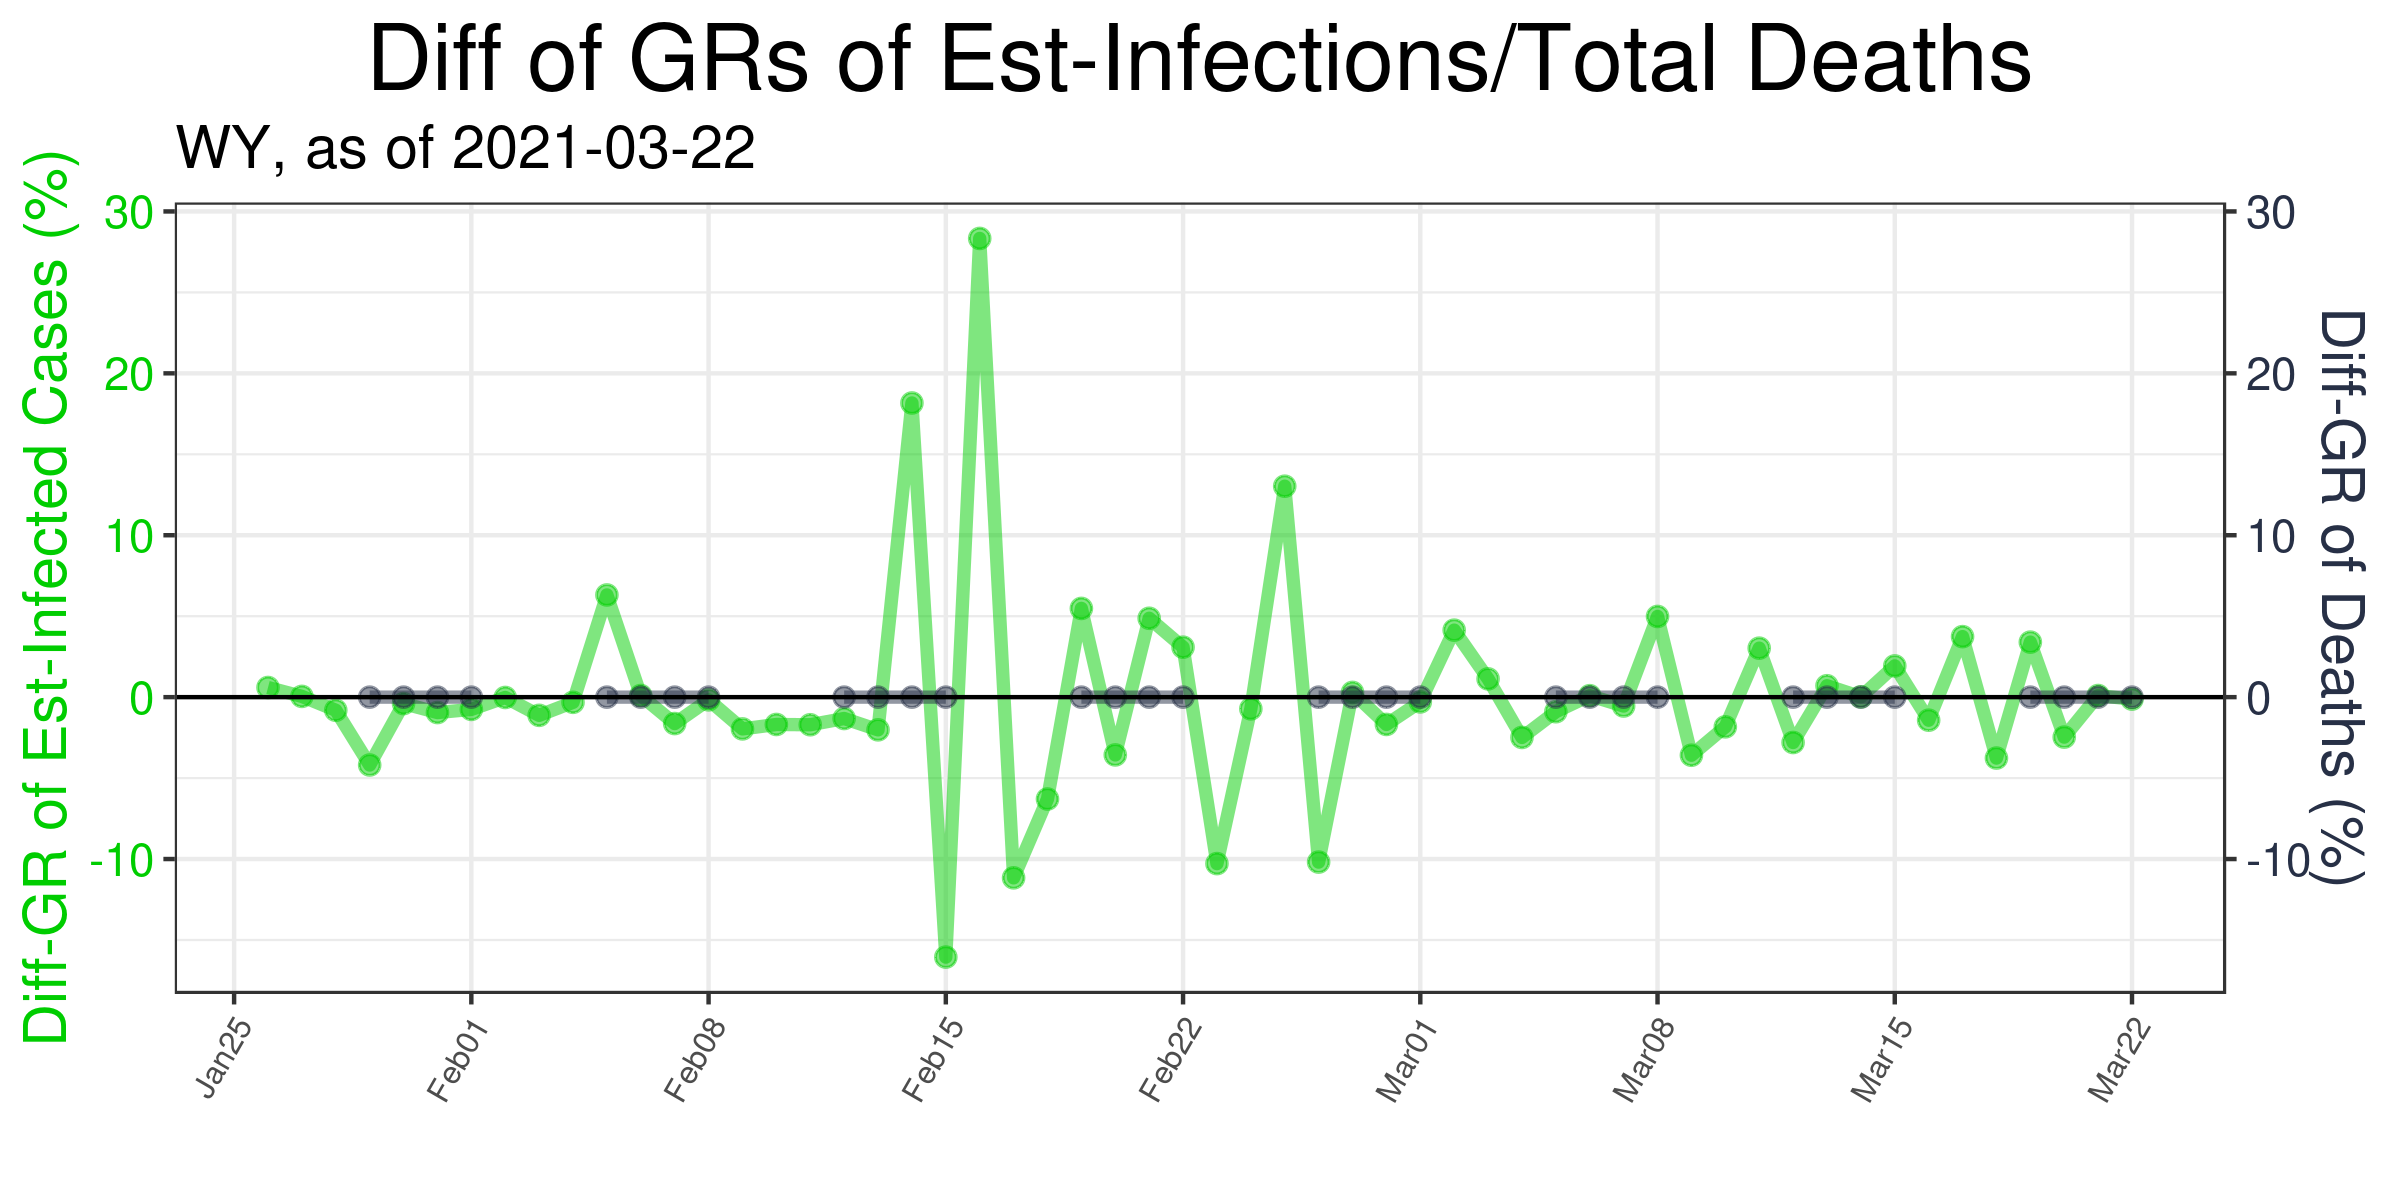 Diff of GRs of Est-Infections/Total Deaths
WY, as of 2021-03-22
Diff-GR of Est-Infected Cases (%)
30
20
10
0
-10
30
20
10
0
-10
Diff-GR of Deaths (%)
Jan25
Feb01
Feb08
Feb15
Feb22
Mar01
Mar08
Mar15
Mar22